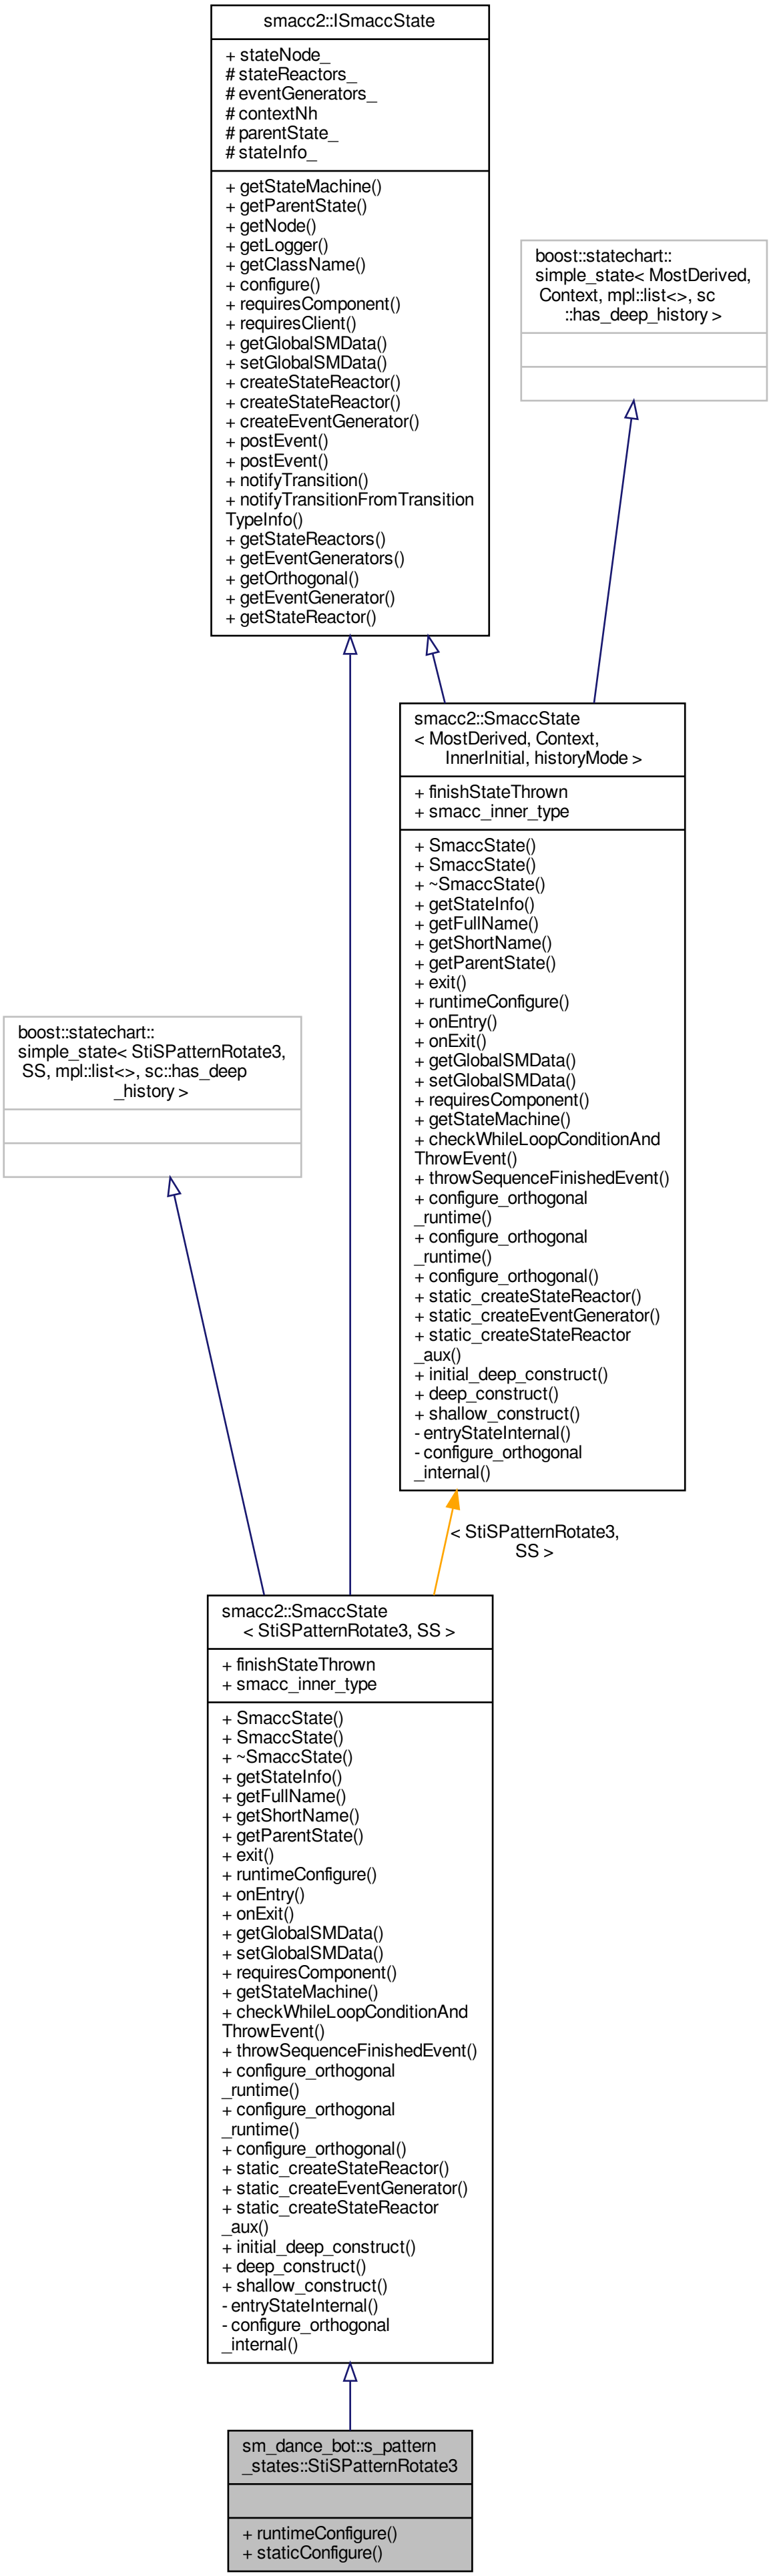 smacc2::ISmaccState
+ stateNode_
# stateReactors_
# eventGenerators_
# contextNh
# parentState_
# stateInfo_
+ getStateMachine()
+ getParentState()
+ getNode()
+ getLogger()
+ getClassName()
+ configure()
+ requiresComponent()
+ requiresClient()
+ getGlobalSMData()
+ setGlobalSMData()
+ createStateReactor()
+ createStateReactor()
+ createEventGenerator()
+ postEvent()
+ postEvent()
+ notifyTransition()
+ notifyTransitionFromTransition
TypeInfo()
+ getStateReactors()
+ getEventGenerators()
+ getOrthogonal()
+ getEventGenerator()
+ getStateReactor()
boost::statechart::
simple_state< MostDerived,
Context, mpl::list<>, sc
::has_deep_history >
smacc2::SmaccState
< MostDerived, Context,
InnerInitial, historyMode >
+ finishStateThrown
+ smacc_inner_type
+ SmaccState()
+ SmaccState()
+ ~SmaccState()
+ getStateInfo()
+ getFullName()
+ getShortName()
+ getParentState()
+ exit()
+ runtimeConfigure()
+ onEntry()
+ onExit()
+ getGlobalSMData()
+ setGlobalSMData()
+ requiresComponent()
+ getStateMachine()
+ checkWhileLoopConditionAnd
ThrowEvent()
+ throwSequenceFinishedEvent()
+ configure_orthogonal
_runtime()
+ configure_orthogonal
_runtime()
+ configure_orthogonal()
+ static_createStateReactor()
+ static_createEventGenerator()
+ static_createStateReactor
_aux()
+ initial_deep_construct()
+ deep_construct()
+ shallow_construct()
- entryStateInternal()
- configure_orthogonal
_internal()
boost::statechart::
simple_state< StiSPatternRotate3,
SS, mpl::list<>, sc::has_deep
_history >
< StiSPatternRotate3,
SS >
smacc2::SmaccState
< StiSPatternRotate3, SS >
+ finishStateThrown
+ smacc_inner_type
+ SmaccState()
+ SmaccState()
+ ~SmaccState()
+ getStateInfo()
+ getFullName()
+ getShortName()
+ getParentState()
+ exit()
+ runtimeConfigure()
+ onEntry()
+ onExit()
+ getGlobalSMData()
+ setGlobalSMData()
+ requiresComponent()
+ getStateMachine()
+ checkWhileLoopConditionAnd
ThrowEvent()
+ throwSequenceFinishedEvent()
+ configure_orthogonal
_runtime()
+ configure_orthogonal
_runtime()
+ configure_orthogonal()
+ static_createStateReactor()
+ static_createEventGenerator()
+ static_createStateReactor
_aux()
+ initial_deep_construct()
+ deep_construct()
+ shallow_construct()
- entryStateInternal()
- configure_orthogonal
_internal()
sm_dance_bot::s_pattern
_states::StiSPatternRotate3
+ runtimeConfigure()
+ staticConfigure()